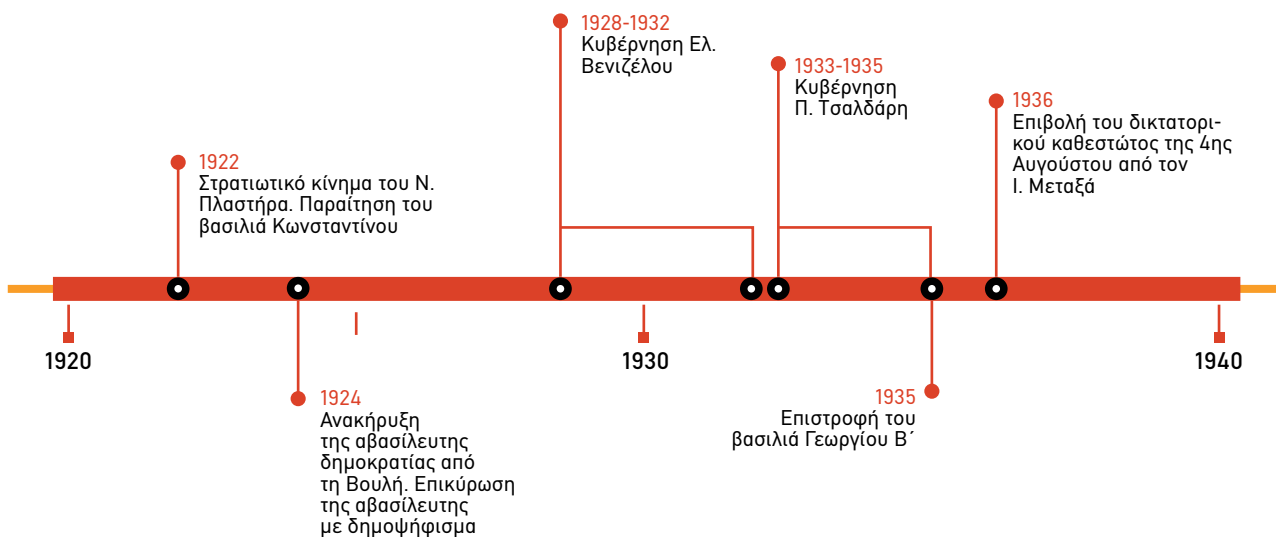 1928-1932
Κυβέρνηση Ελ.
Βενιζέλου
1933-1935
Κυβέρνηση
Π. Τσαλδάρη
1936
Επιβολή του δικτατορι-
κού καθεστώτος της 4ης
Αυγούστου από τον
Ι. Μεταξά
1922
Στρατιωτικό κίνημα του Ν.
Πλαστήρα. Παραίτηση του
βασιλιά Κωνσταντίνου
1920
1930
1940
1924
Ανακήρυξη
της αβασίλευτης
δημοκρατίας από
τη Βουλή. Επικύρωση
της αβασίλευτης
με δημοψήφισμα
1935
Επιστροφή του
βασιλιά Γεωργίου Β΄